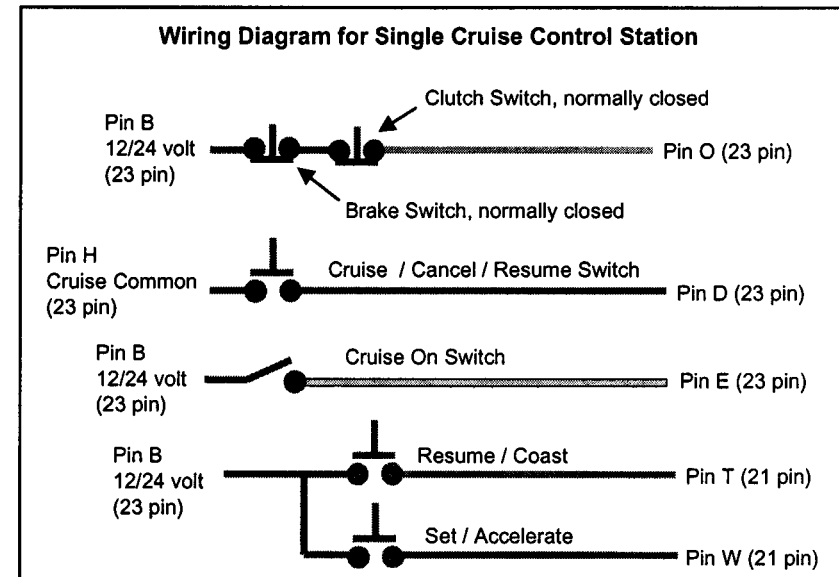 Wiring Diagram for Single Cruise Control Station
Clutch Switch, normally closed
Pin B
12/24 volt
(23 pin)
Pin O (23 pin)
Brake Switch, normally closed
Pin H
Cruise Common
(23 pin)
Cruise / Cancel / Resume Switch
Pin D (23 pin)
Pin B
12/24 volt
(23 pin)
Cruise On Switch
Pin E (23 pin)
Pin B
12/24 volt
(23 pin)
Resume / Coast
Pin T (21 pin)
Set / Accelerate
Pin W (21 pin)